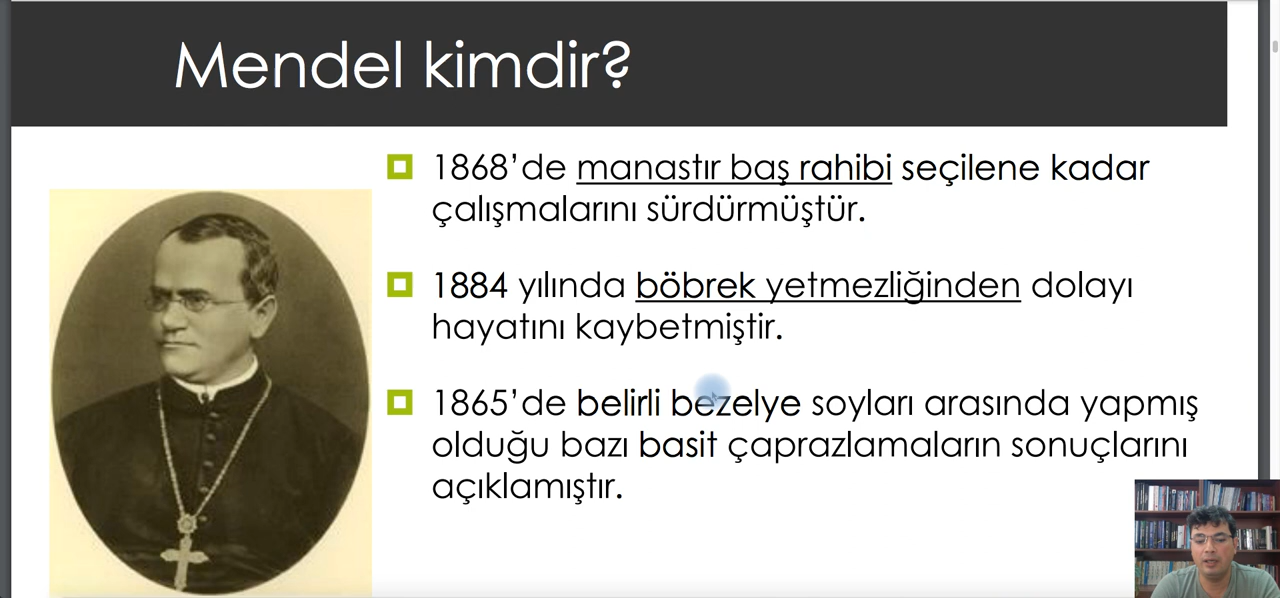 Mendel kimdir?
1868’de manastır baş rahibi seçilene kadar
çalışmalarını sürdürmüştür.
1884 yılında böbrek yetmezliğinden dolayı
hayatını kaybetmiştir.
1865’de belirli bezelye soyları arasında yapmış
olduğu bazı basit çaprazlamaların sonuçlarını
açıklamıştır.